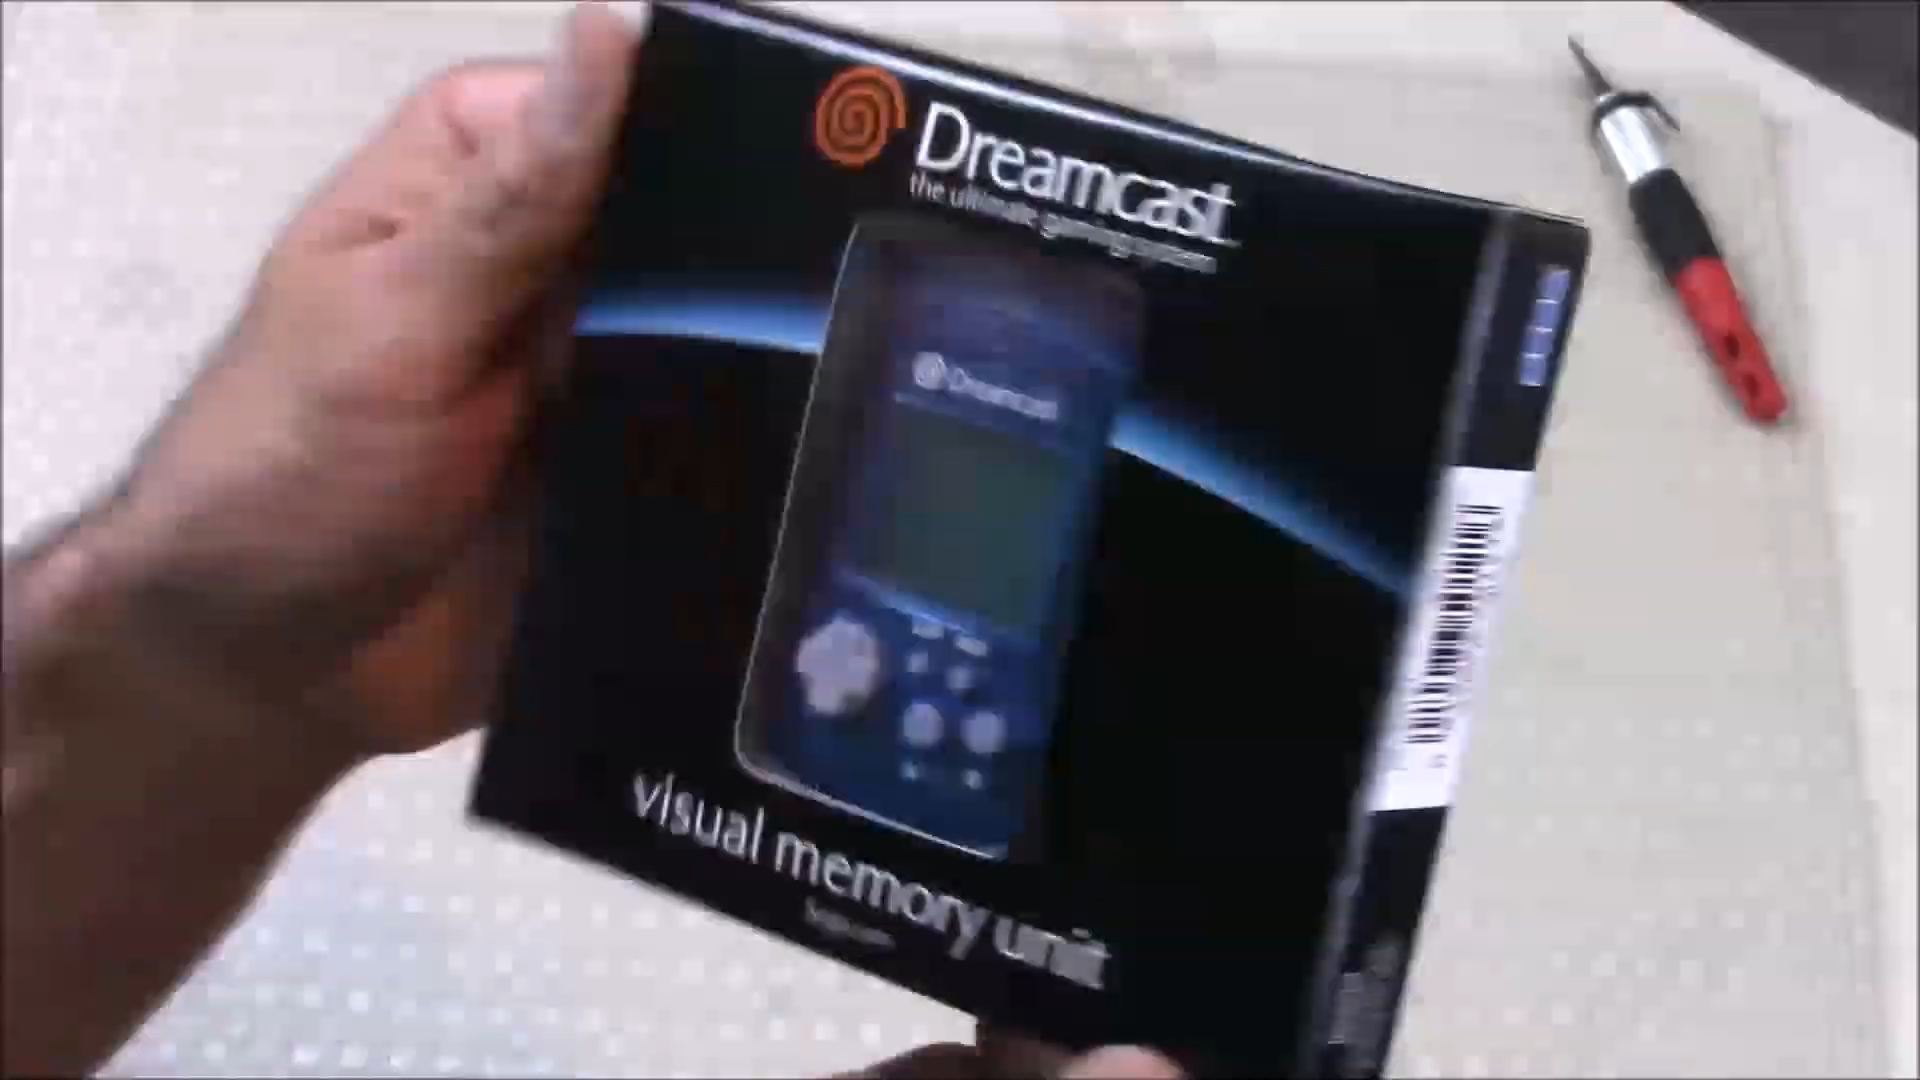 Dreamcast
the ultimate gaming system
Dreamcast
visual memory unit